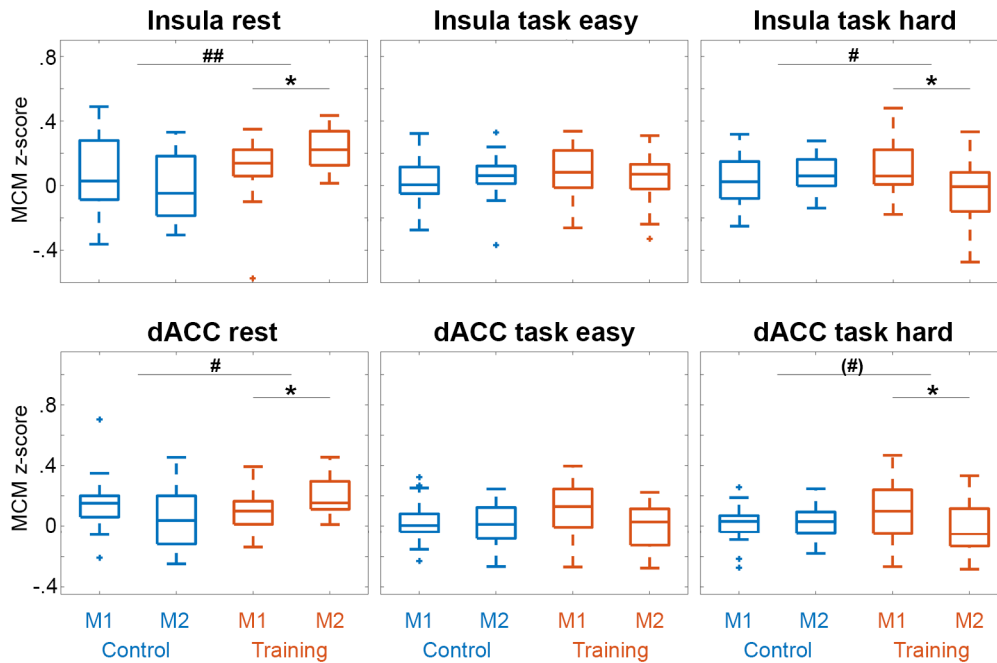 Insula rest
Insula task easy
Insula task hard
MCM z-score
.8
.4
0
-.4
##
*
#
*
dACC rest
dACC task easy
dACC task hard
MCM z-score
.8
.4
0
-.4
#
*
(#)
*
M1 M2 M1 M2
M1 M2 M1 M2
M1 M2 M1 M2
Control Training
Control Training
Control Training